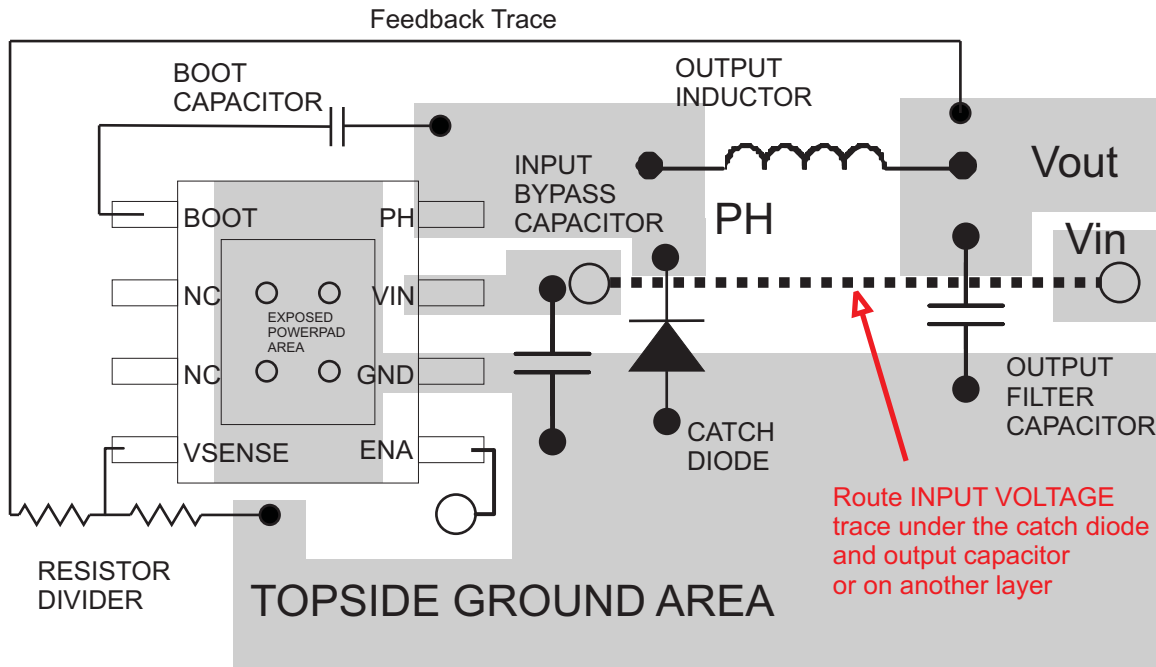 Feedback Trace
BOOT
CAPACITOR
OUTPUT
INDUCTOR
INPUT
BYPASS
CAPACITOR
Vout
PH
Vin
BOOT
PH
NC
VIN
EXPOSED
POWERPAD
AREA
NC
GND
VSENSE
ENA
CATCH
DIODE
OUTPUT
FILTER
CAPACITOR
Route INPUT VOLTAGE
trace under the catch diode
and output capacitor
or on another layer
RESISTOR
DIVIDER
TOPSIDE GROUND AREA